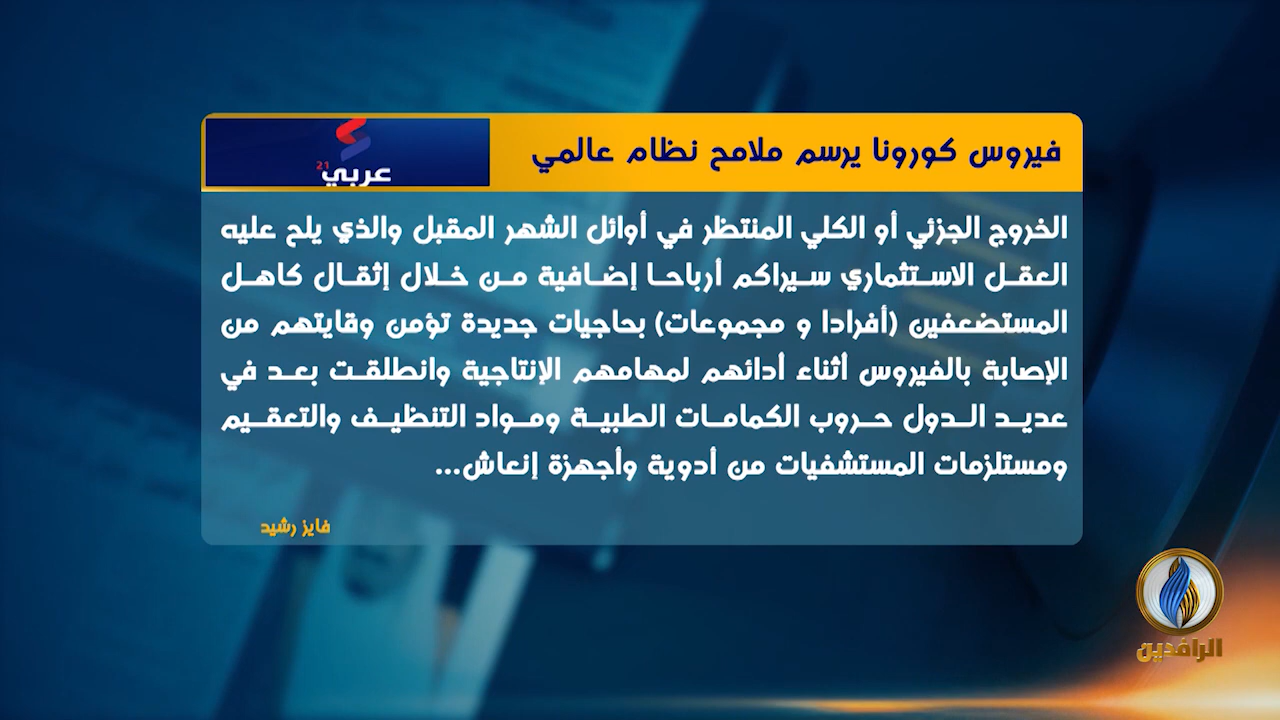 فيروس كورونا يرسم ملامح نظام عالمي
عربي 21
الخروج الجزئي أو الكلي المنتظر في أوائل الشهر المقبل والذي يلح عليه
العقل الاستثماري سيراكم أرباحا إضافية من خلال إثقال كاهل
المستضعفين (أفرادا و مجموعات) بحاجيات جديدة تؤمن وقايتهم من
الإصابة بالفيروس أثناء أدائهم لمهامهم الإنتاجية وانطلقت بعد في
عديد الدول حروب الكمامات الطبية ومواد التنظيف والتعقيم
ومستلزمات المستشفيات من أدوية وأجهزة إنعاش...
فايز رشيد
الرافدين